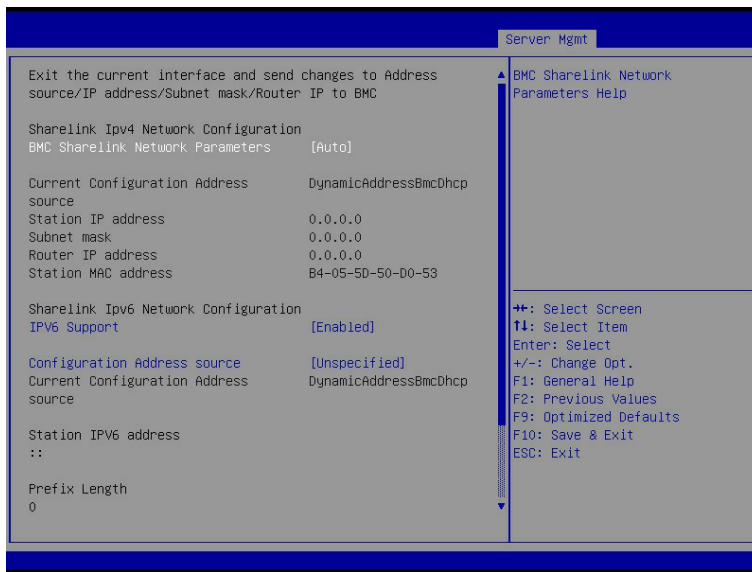 Server Mgmt
Exit the current interface and send changes to Address
source/IP address/Subnet mask/Router IP to BMC
Sharelink Ipv4 Network Configuration
BMC Sharelink Network Parameters [Auto]
Current Configuration Address DynamicAddressBmcDhcp
source
Station IP address 0.0.0.0
Subnet mask 0.0.0.0
Router IP address 0.0.0.0
Station MAC address B4-05-5D-50-D0-53
Sharelink Ipv6 Network Configuration
IPV6 Support [Enabled]
Configuration Address source [Unspecified]
Current Configuration Address DynamicAddressBmcDhcp
source
Station IPV6 address
::
Prefix Length
0
BMC Sharelink Network
Parameters Help
→←: Select Screen
↑↓: Select Item
Enter: Select
+/-: Change Opt.
F1: General Help
F2: Previous Values
F9: Optimized Defaults
F10: Save & Exit
ESC: Exit